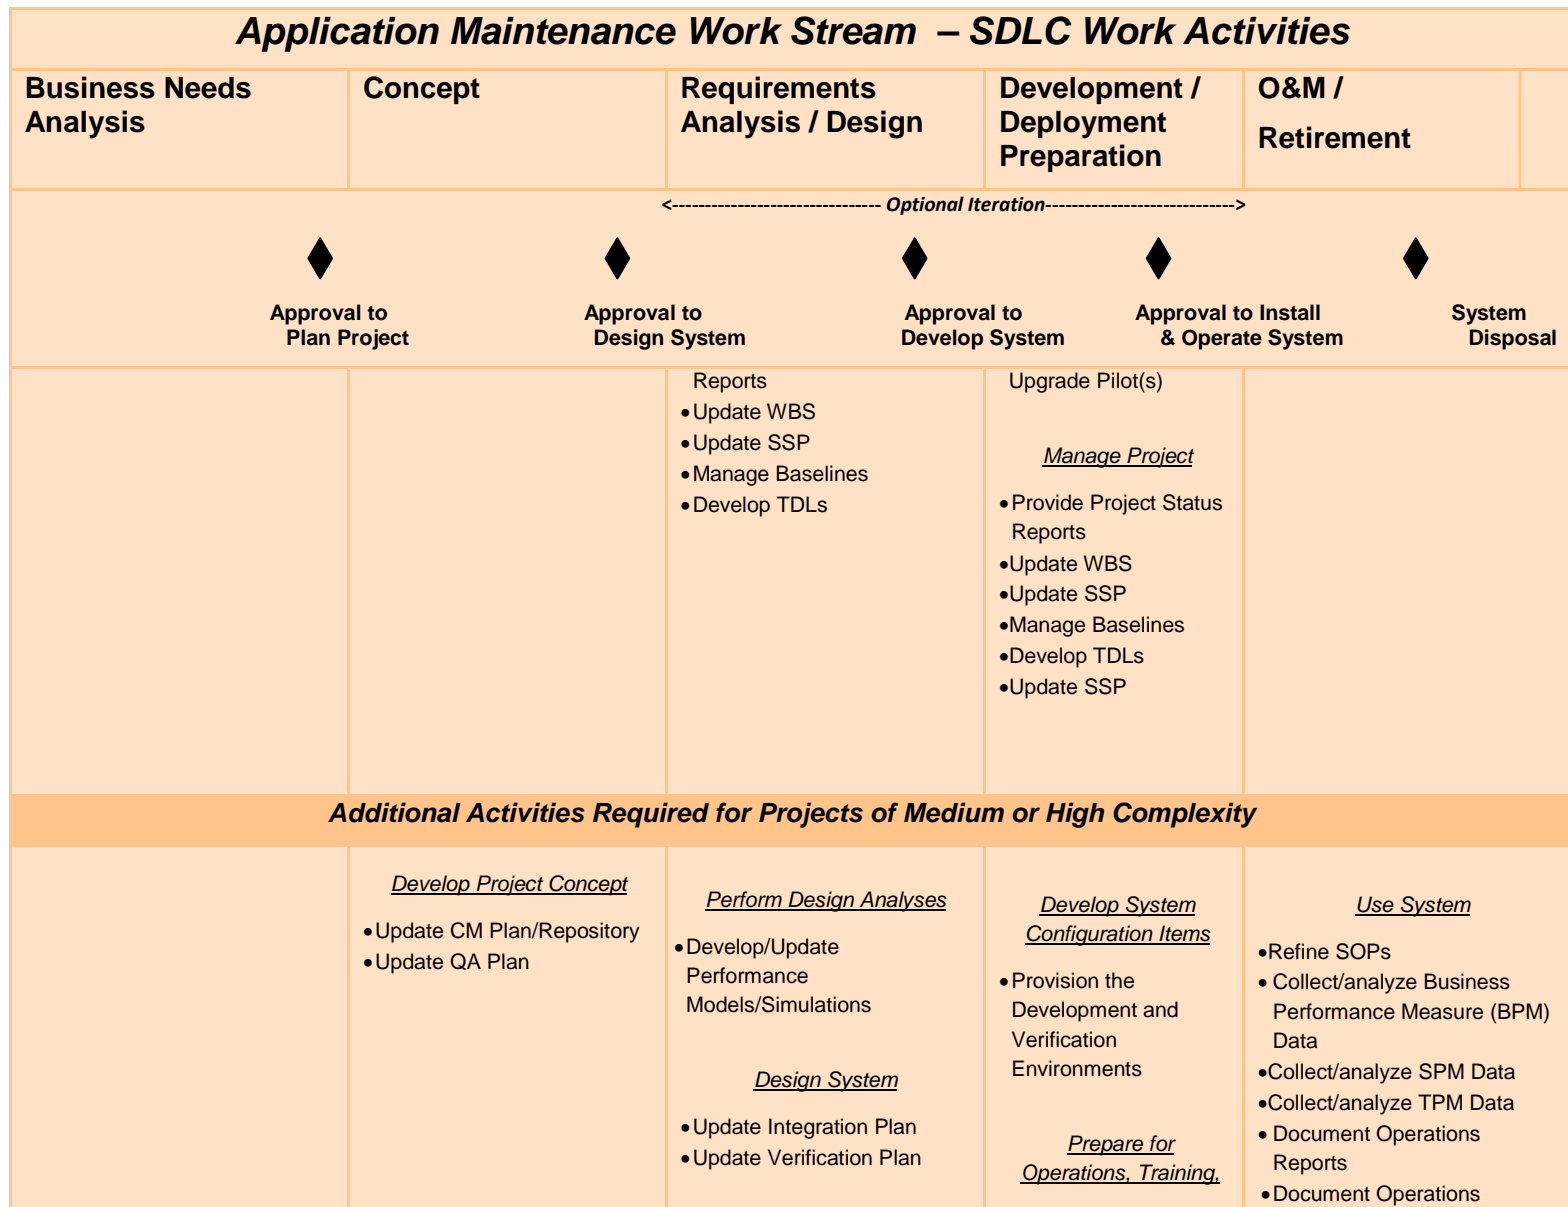 Application Maintenance Work Stream – SDLC Work Activities
Business Needs
Analysis
Concept
Requirements
Analysis / Design
Development /
Deployment
Preparation
O&M /
Retirement
<-------------------------------- Optional Iteration----------------------------->
Approval to
Plan Project
Approval to
Design System
Approval to
Develop System
Approval to Install
& Operate System
System
Disposal
Reports
•Update WBS
•Update SSP
•Manage Baselines
•Develop TDLs
Upgrade Pilot(s)
Manage Project
•Provide Project Status
Reports
•Update WBS
•Update SSP
•Manage Baselines
•Develop TDLs
•Update SSP
Additional Activities Required for Projects of Medium or High Complexity
Develop Project Concept
•Update CM Plan/Repository
•Update QA Plan
Perform Design Analyses
•Develop/Update
Performance
Models/Simulations
Design System
•Update Integration Plan
•Update Verification Plan
Develop System
Configuration Items
•Provision the
Development and
Verification
Environments
Prepare for
Operations, Training,
Use System
•Refine SOPs
• Collect/analyze Business
Performance Measure (BPM)
Data
•Collect/analyze SPM Data
•Collect/analyze TPM Data
• Document Operations
Reports
•Document Operations